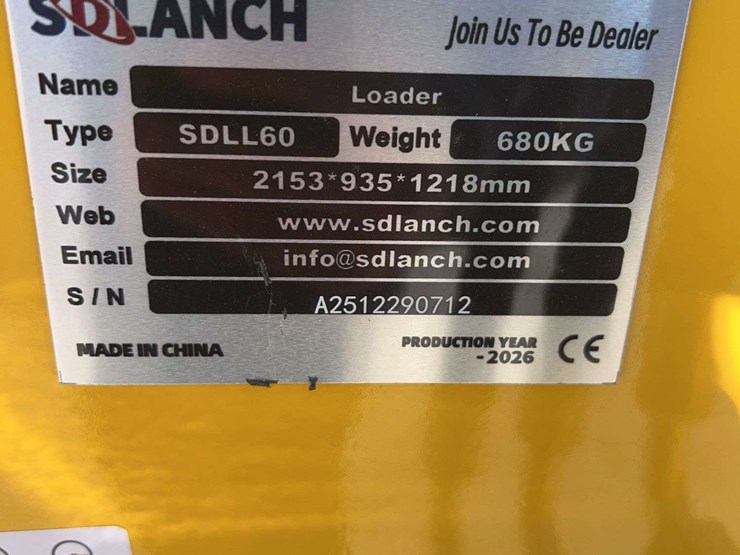 SDLANCH
Join Us To Be Dealer
Name Loader
Type SDLL60 Weight 680KG
Size 2153*935*1218mm
Web www.sdlanch.com
Email info@sdlanch.com
S/N A2512290712
MADE IN CHINA
PRODUCTION YEAR
-2026
CE